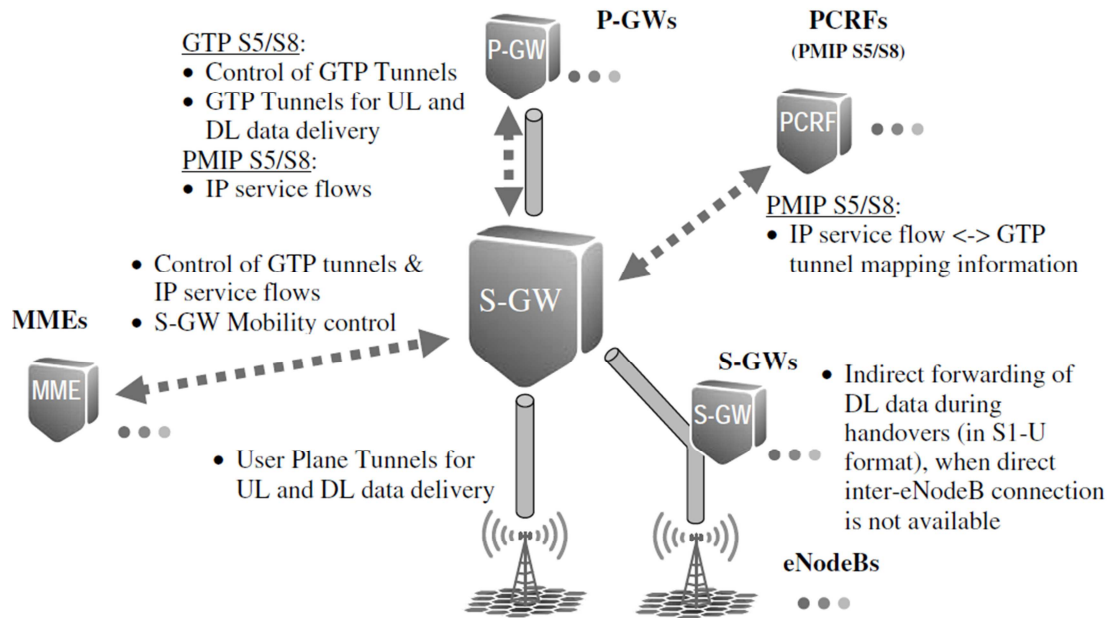 P-GWs
PCRFs
(PMIP S5/S8)
GTP S5/S8:
• Control of GTP Tunnels
• GTP Tunnels for UL and
DL data delivery
PMIP S5/S8:
• IP service flows
P-GW
PCRF
PMIP S5/S8:
• IP service flow <-> GTP
tunnel mapping information
• Control of GTP tunnels &
IP service flows
• S-GW Mobility control
S-GW
MMEs
MME
S-GWs
S-GW
• Indirect forwarding of
DL data during
handovers (in S1-U
format), when direct
inter-eNodeB connection
is not available
• User Plane Tunnels for
UL and DL data delivery
eNodeBs